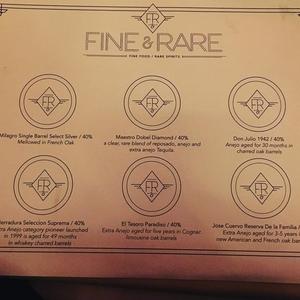 FR
FINE & RARE
FINE FOOD / RARE SPIRITS
FR
FR
FR
Milagro Single Barrel Select Silver / 40%
Mellowed in French Oak
Maestro Dobel Diamond / 40%
a clear, rare blend of reposado, anejo and
extra anejo Tequila.
Don Julio 1942 / 40%
Anejo aged for 30 months in
charred oak barrels
FR
FR
FR
Herradura Seleccion Suprema / 40%
Extra Anejo category pioneer launched
in 1999 is aged for 49 months
in whiskey charred barrels
El Tesoro Paradiso / 40%
Extra Anejo aged for five years in Cognac
limousine oak barrels
Jose Cuervo Reserva De la Familia /
Extra Anejo aged for 3-5 years
new American and French oak bar